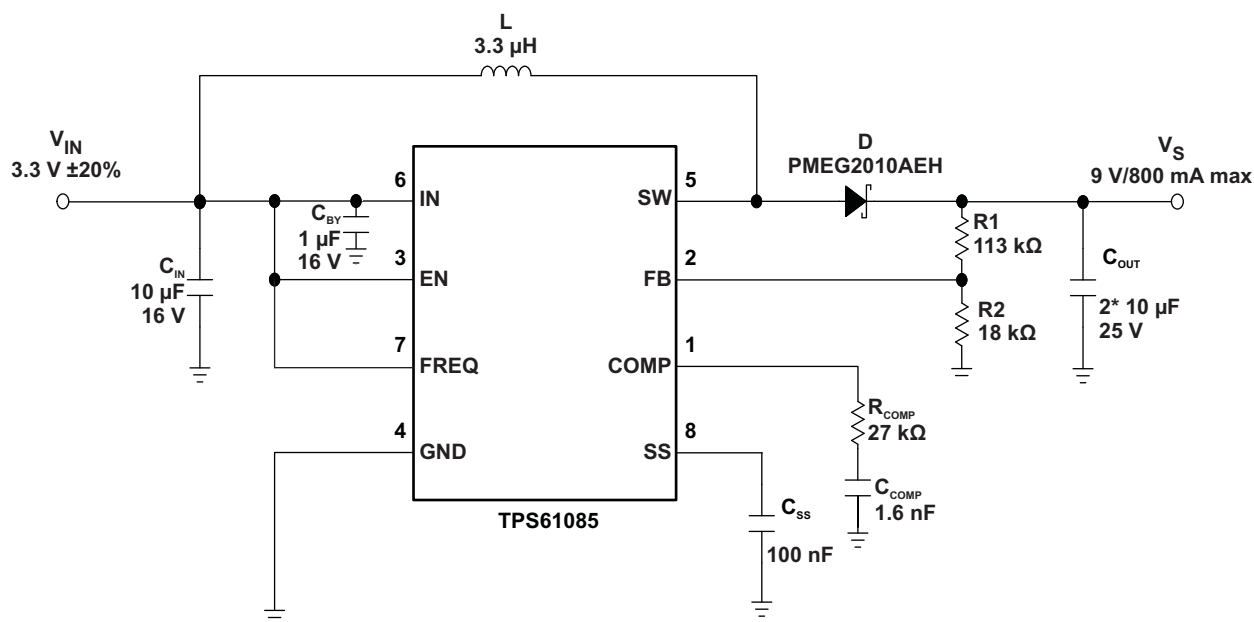 L
3.3 µH
V_IN
3.3 V ±20%
D
PMEG2010AEH
V_S
9 V/800 mA max
6
IN
5
SW
C_BY
1 µF
16 V
R1
113 kΩ
C_IN
10 µF
16 V
3
EN
2
FB
C_OUT
2* 10 µF
25 V
R2
18 kΩ
7
FREQ
1
COMP
R_COMP
27 kΩ
4
GND
8
SS
C_COMP
1.6 nF
C_SS
100 nF
TPS61085